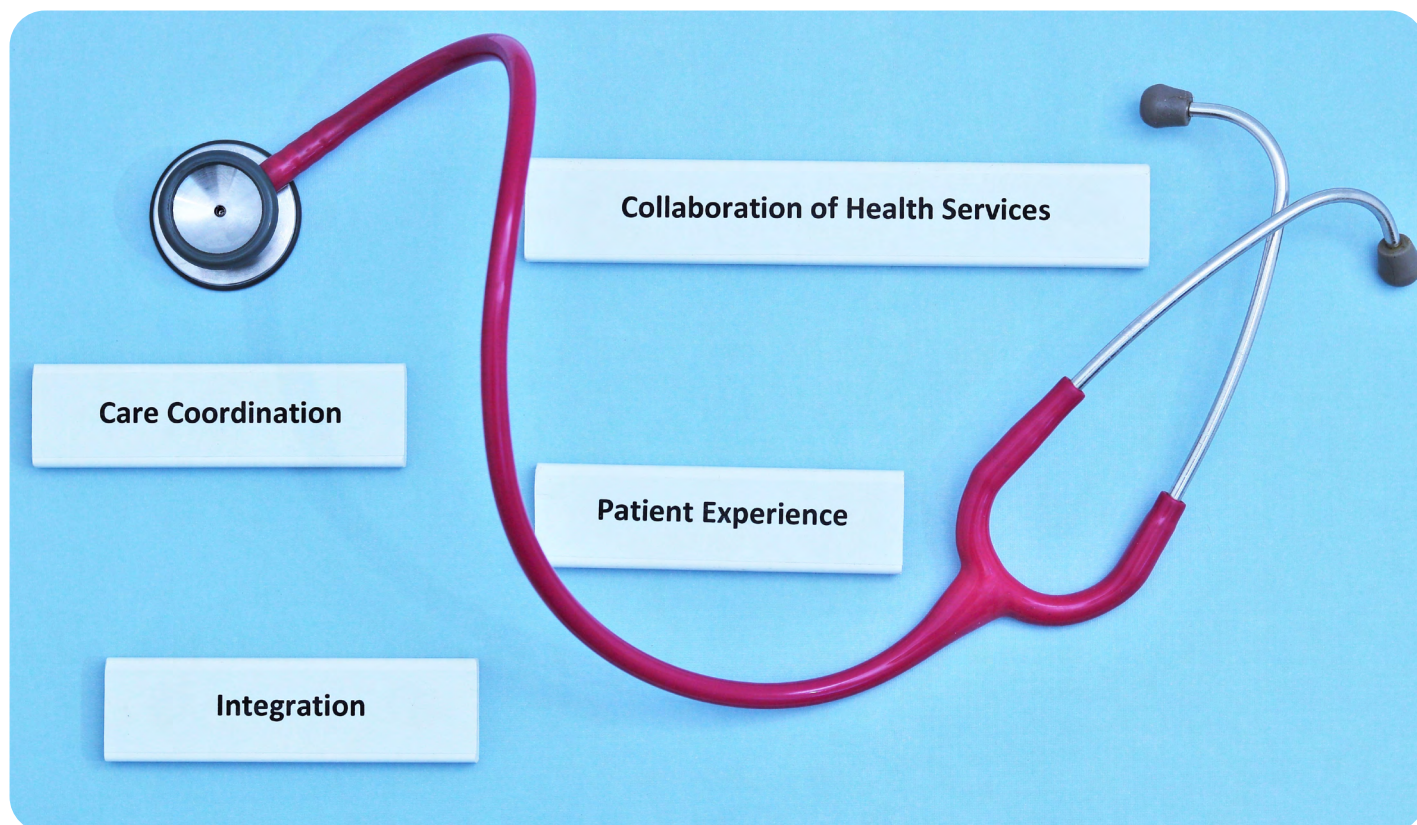 Collaboration of Health Services
Care Coordination
Patient Experience
Integration